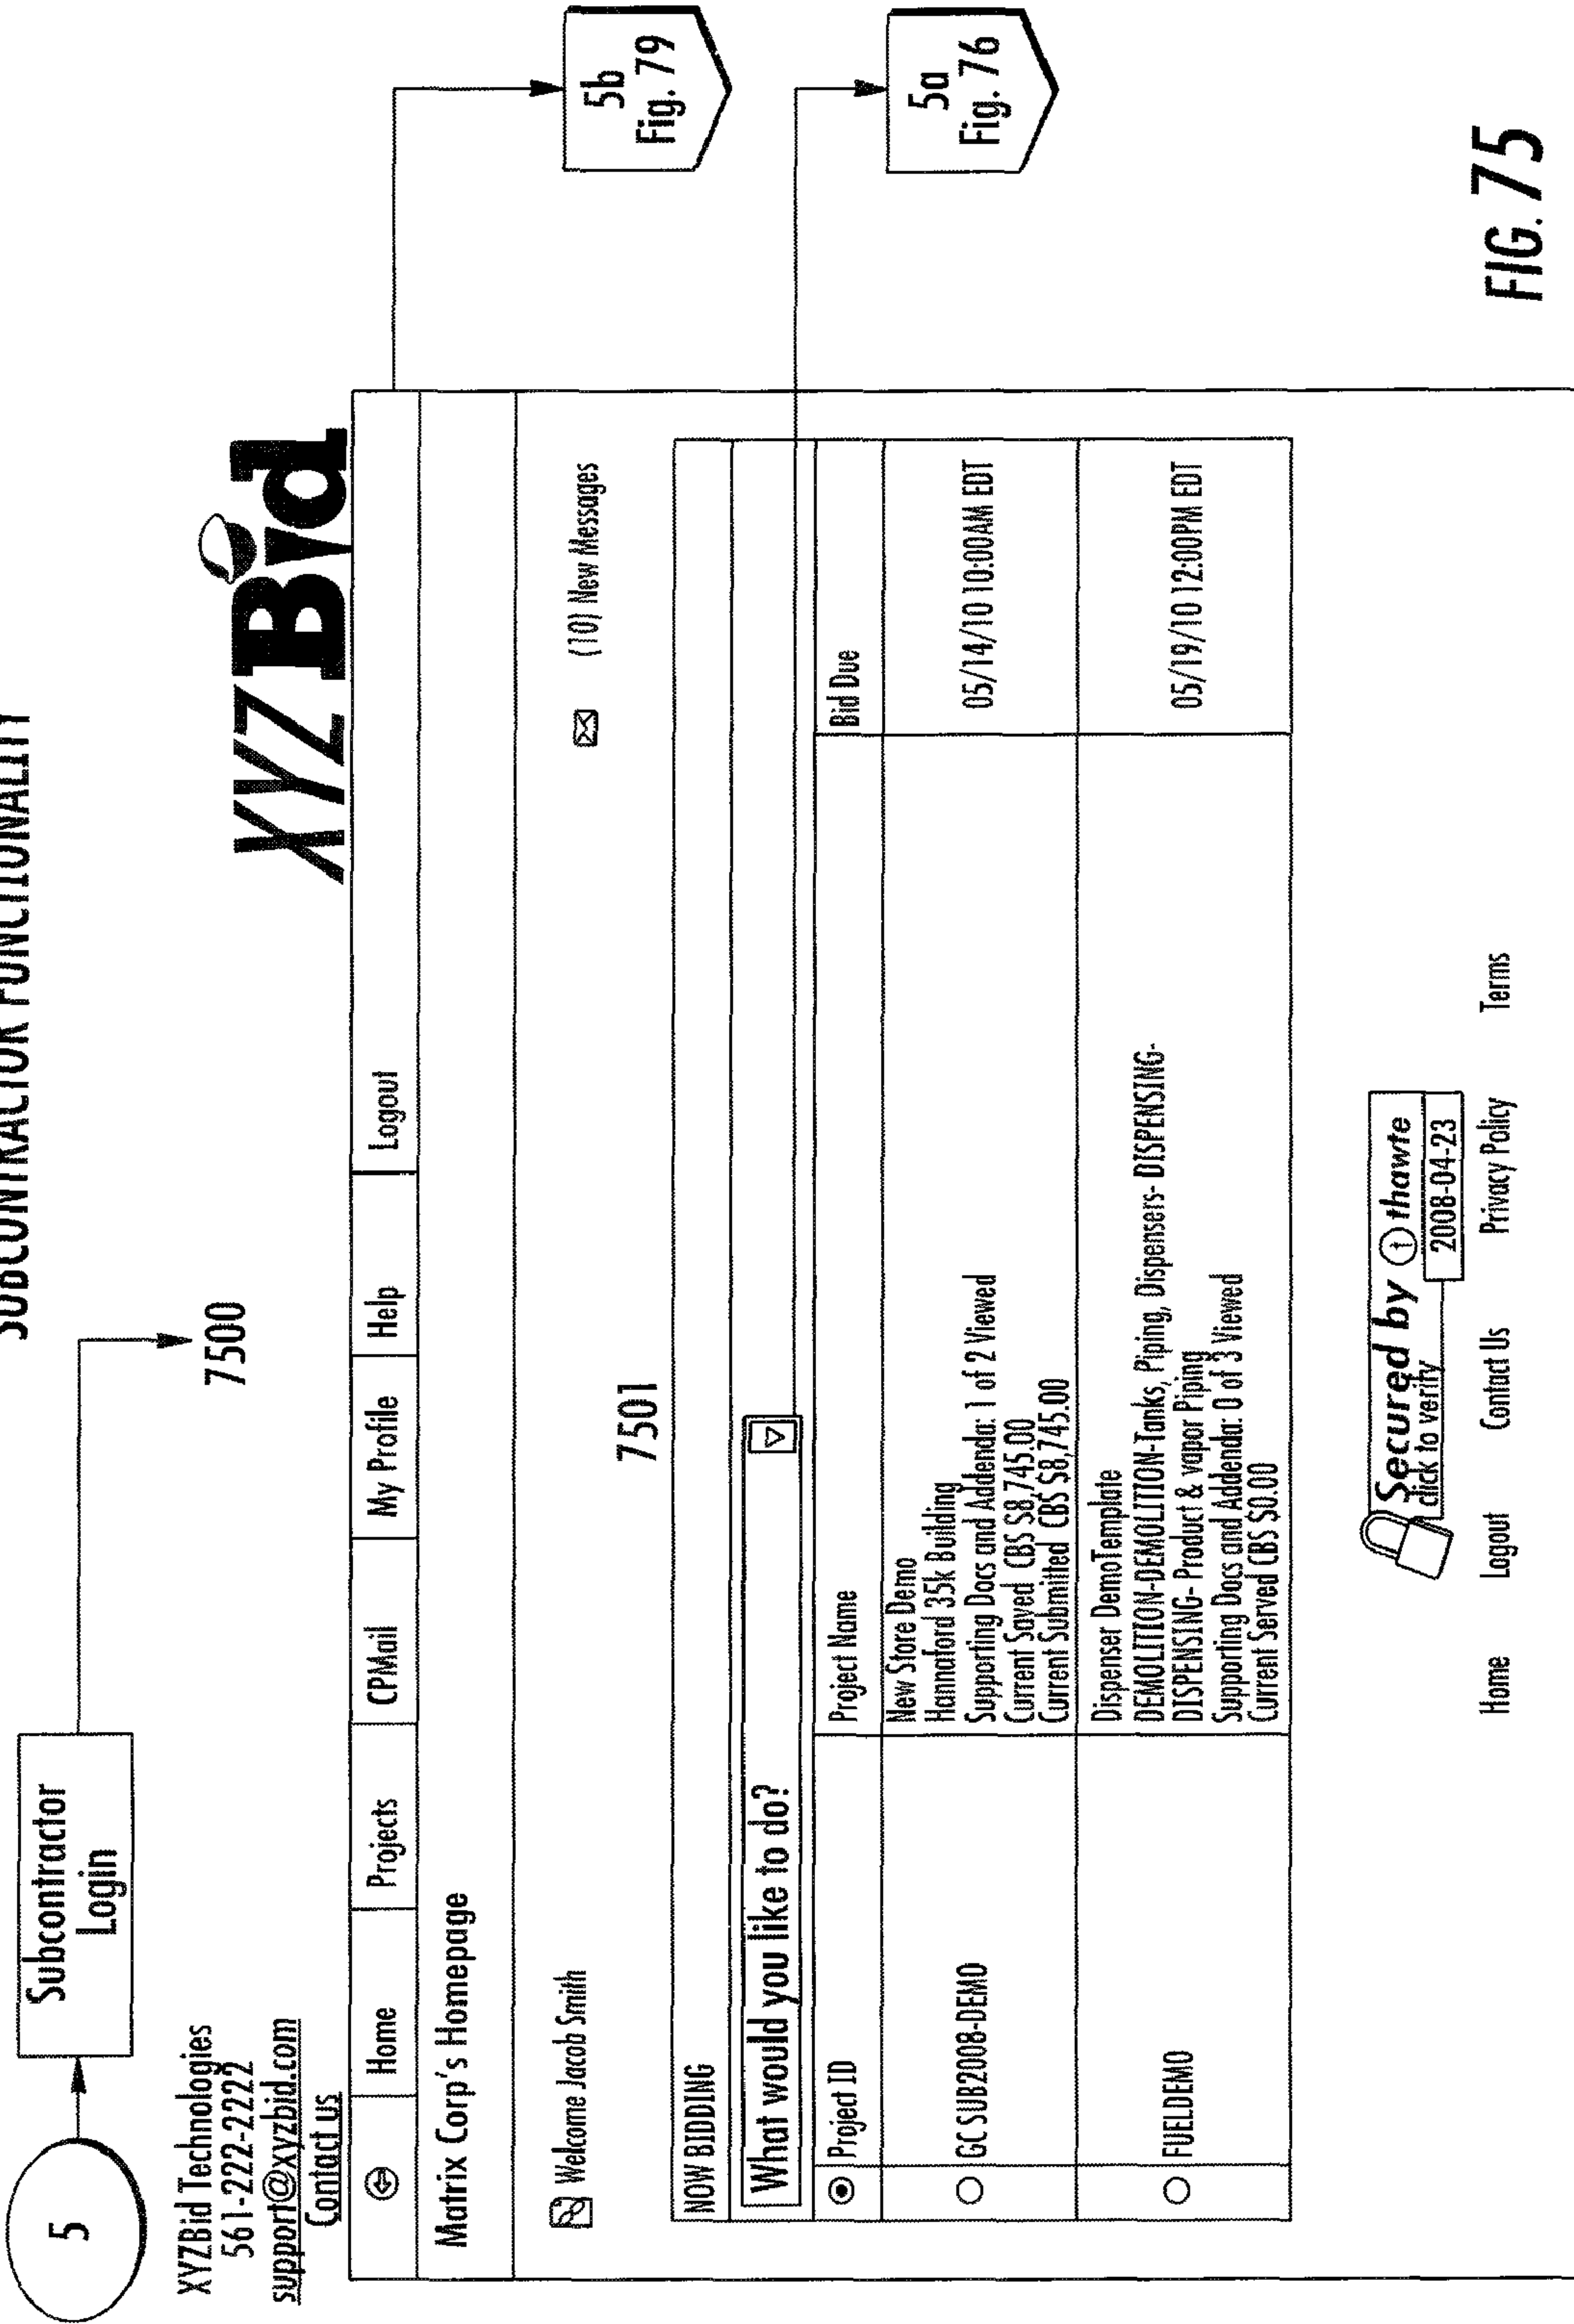 SUBCONTRACTOR FUNCTIONALITY
5
Subcontractor
Login
7500
XYZBid Technologies
561-222-2222
support@xyzbid.com
Contact us
XYZBid
Home
Projects
CPMail
My Profile
Help
Logout
5b
Fig. 79
Matrix Corp's Homepage
Welcome Jacob Smith
(10) New Messages
7501
NOW BIDDING
What would you like to do?
5a
Fig. 76
Project ID
Project Name
Bid Due
GCSUB2008-DEMO
New Store Demo
Hannaford 35k Building
Supporting Docs and Addenda: 1 of 2 Viewed
Current Saved CBS $8,745.00
Current Submitted CBS $8,745.00
05/14/10 10:00AM EDT
FUELDEMO
Dispenser DemoTemplate
DEMOLITION-DEMOLITION-Tanks, Piping, Dispensers- DISPENSING-
DISPENSING- Product & vapor Piping
Supporting Docs and Addenda: 0 of 3 Viewed
Current Served CBS $0.00
05/19/10 12:00PM EDT
Secured by t thawte
click to verify
2008-04-23
Home Logout Contact Us Privacy Policy Terms
FIG. 75